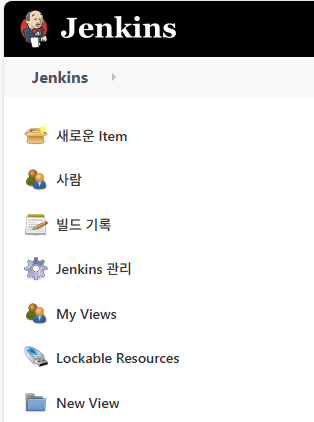 Jenkins
Jenkins
새로운 Item
사람
빌드 기록
Jenkins 관리
My Views
Lockable Resources
New View